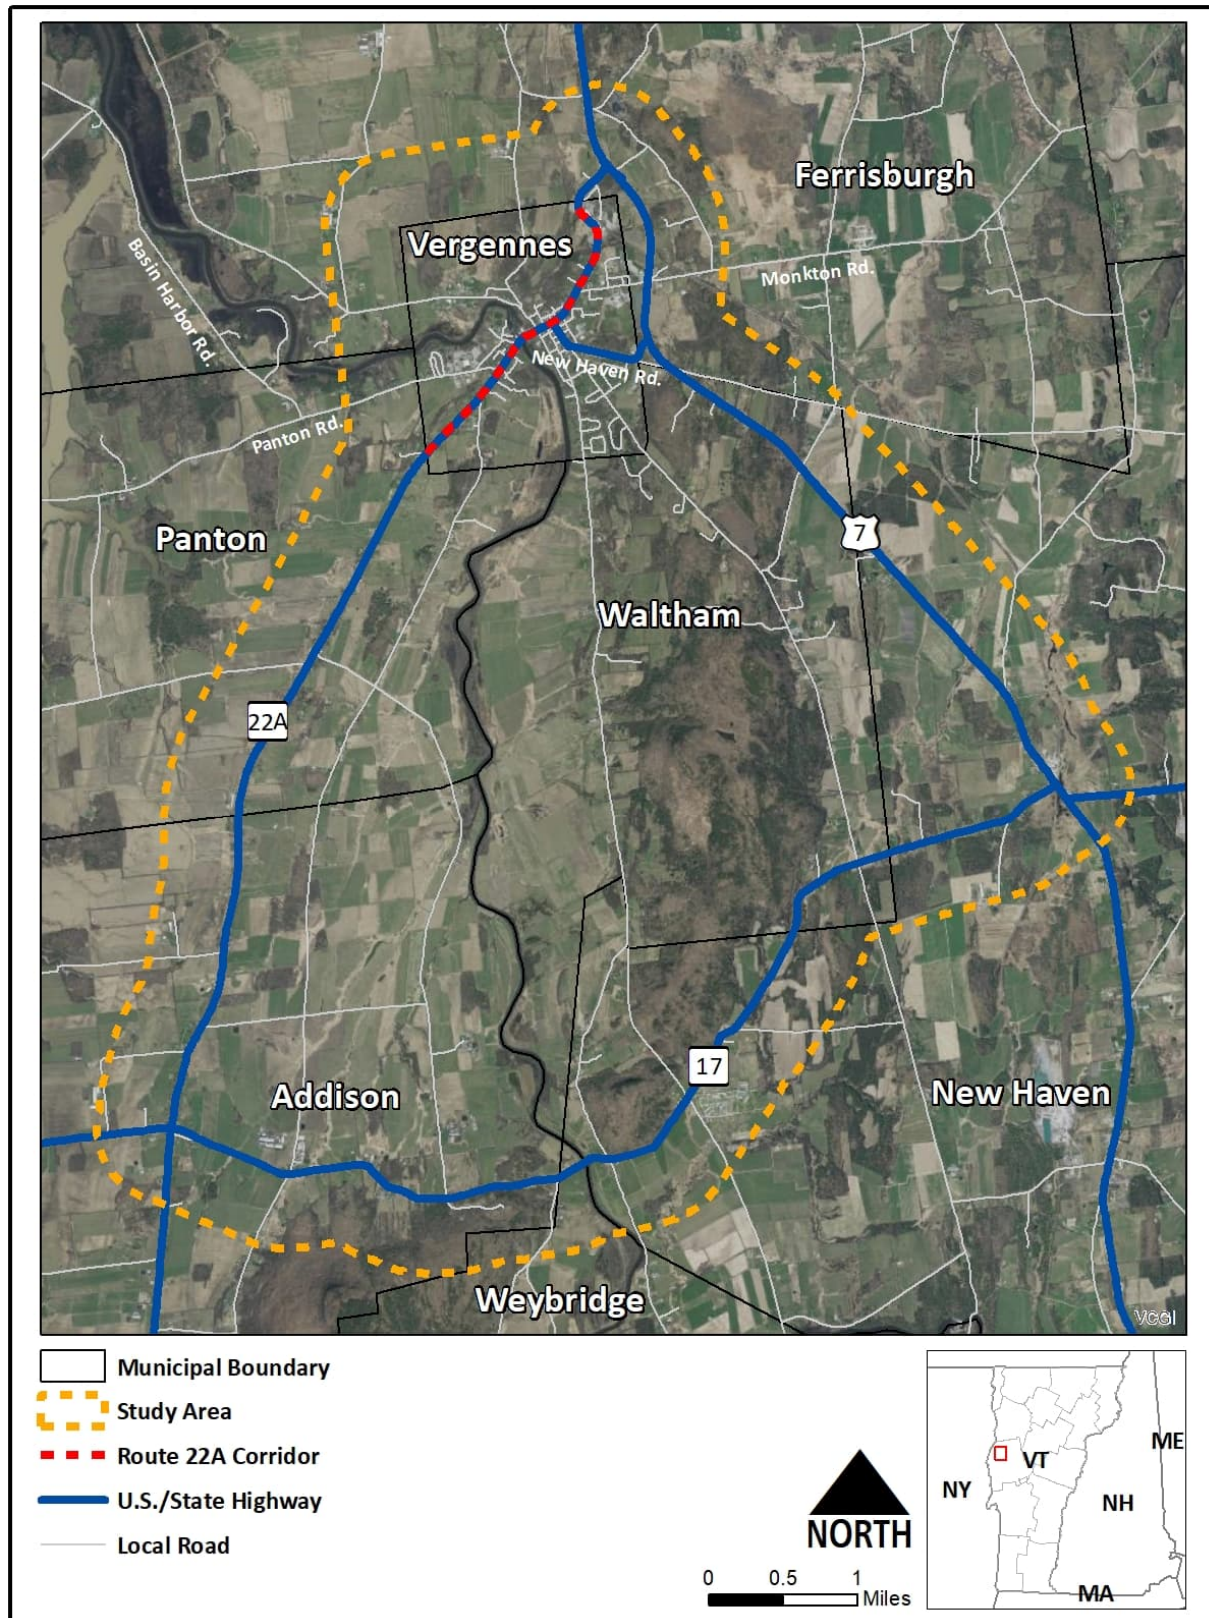 Ferrisburgh
Vergennes
Basin Harbor Rd.
Monkton Rd.
New Haven Rd.
Panton Rd.
Panton
7
Waltham
22A
17
Addison
New Haven
Weybridge
VCGI
Municipal Boundary
Study Area
Route 22A Corridor
U.S./State Highway
Local Road
NORTH
0 0.5 1
Miles
ME
VT
NY
NH
MA